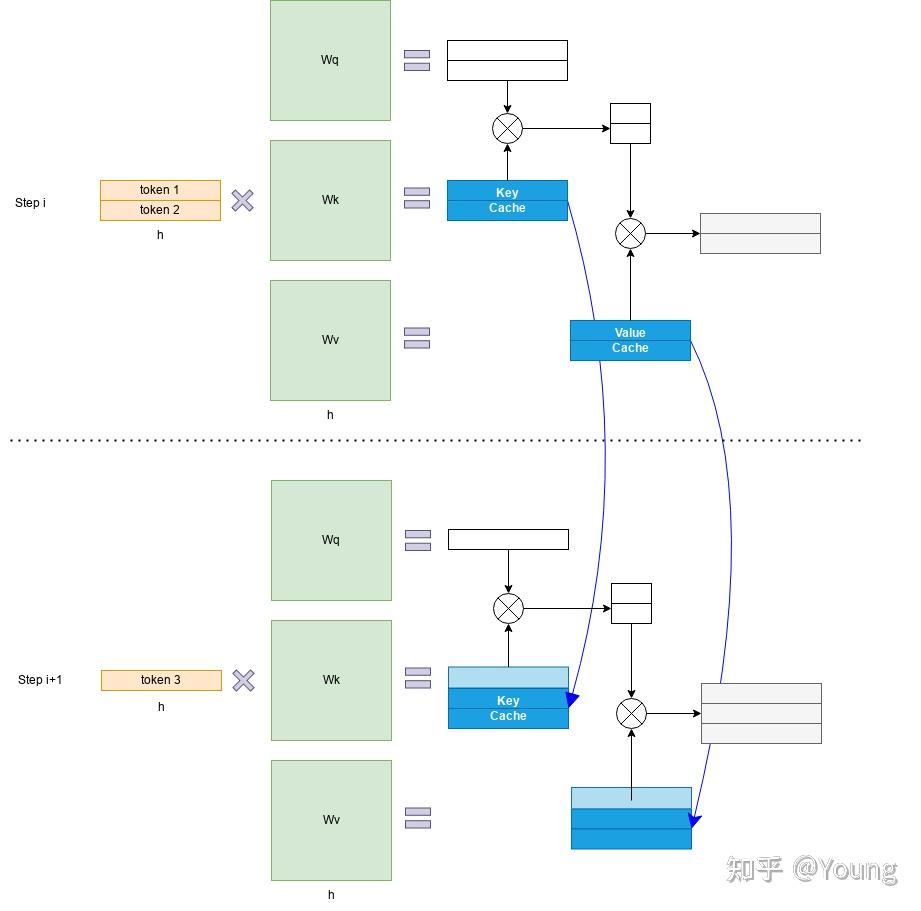 Wq
Step i
token 1
token 2
h
Wk
Key
Cache
Wv
Value
Cache
h
Wq
Step i+1
token 3
h
Wk
Key
Cache
Wv
h
知乎 @Young